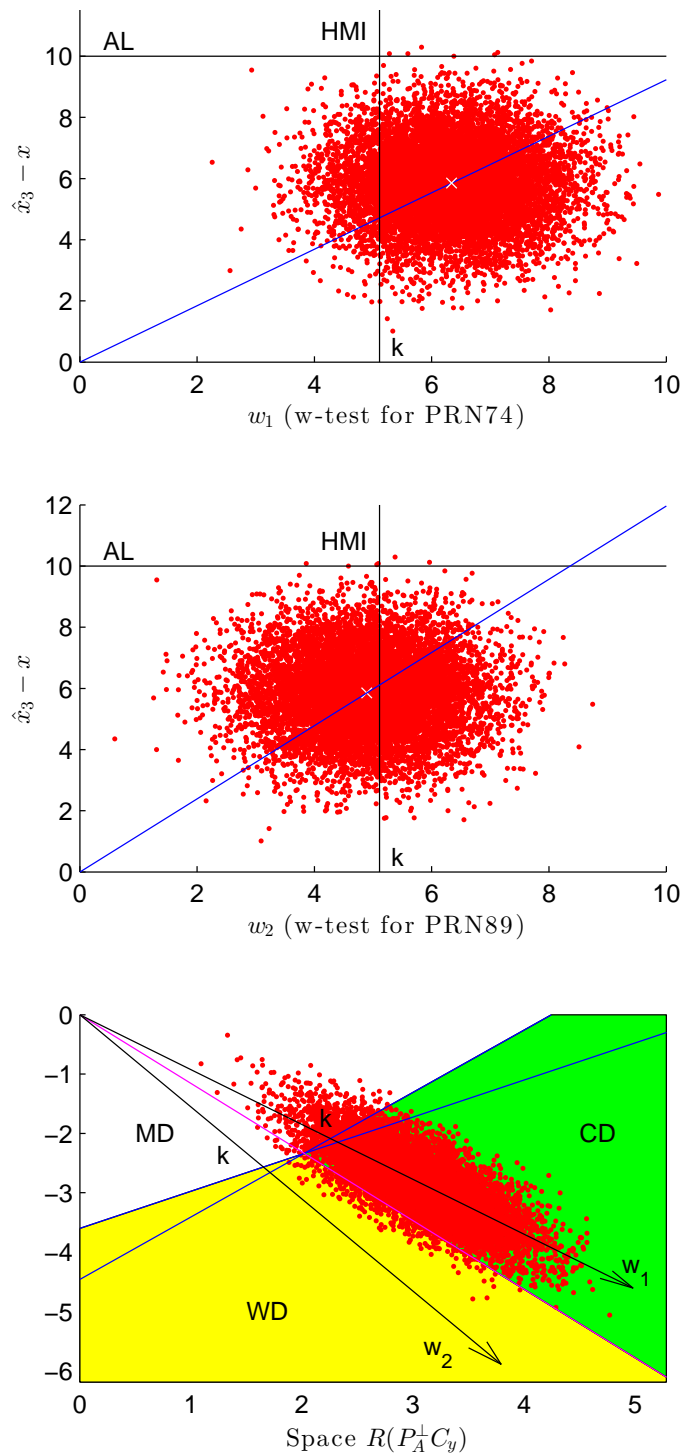 AL
HMI
10
8
6
4
2
0
x̂₃ − x
k
0 2 4 6 8 10
w₁ (w-test for PRN74)
12
AL
HMI
10
8
6
4
2
0
x̂₃ − x
k
0 2 4 6 8 10
w₂ (w-test for PRN89)
0
−1
−2
−3
−4
−5
−6
MD
k
k
CD
WD
w₁
w₂
0 1 2 3 4 5
Space R(P_A^⊥ C_y)